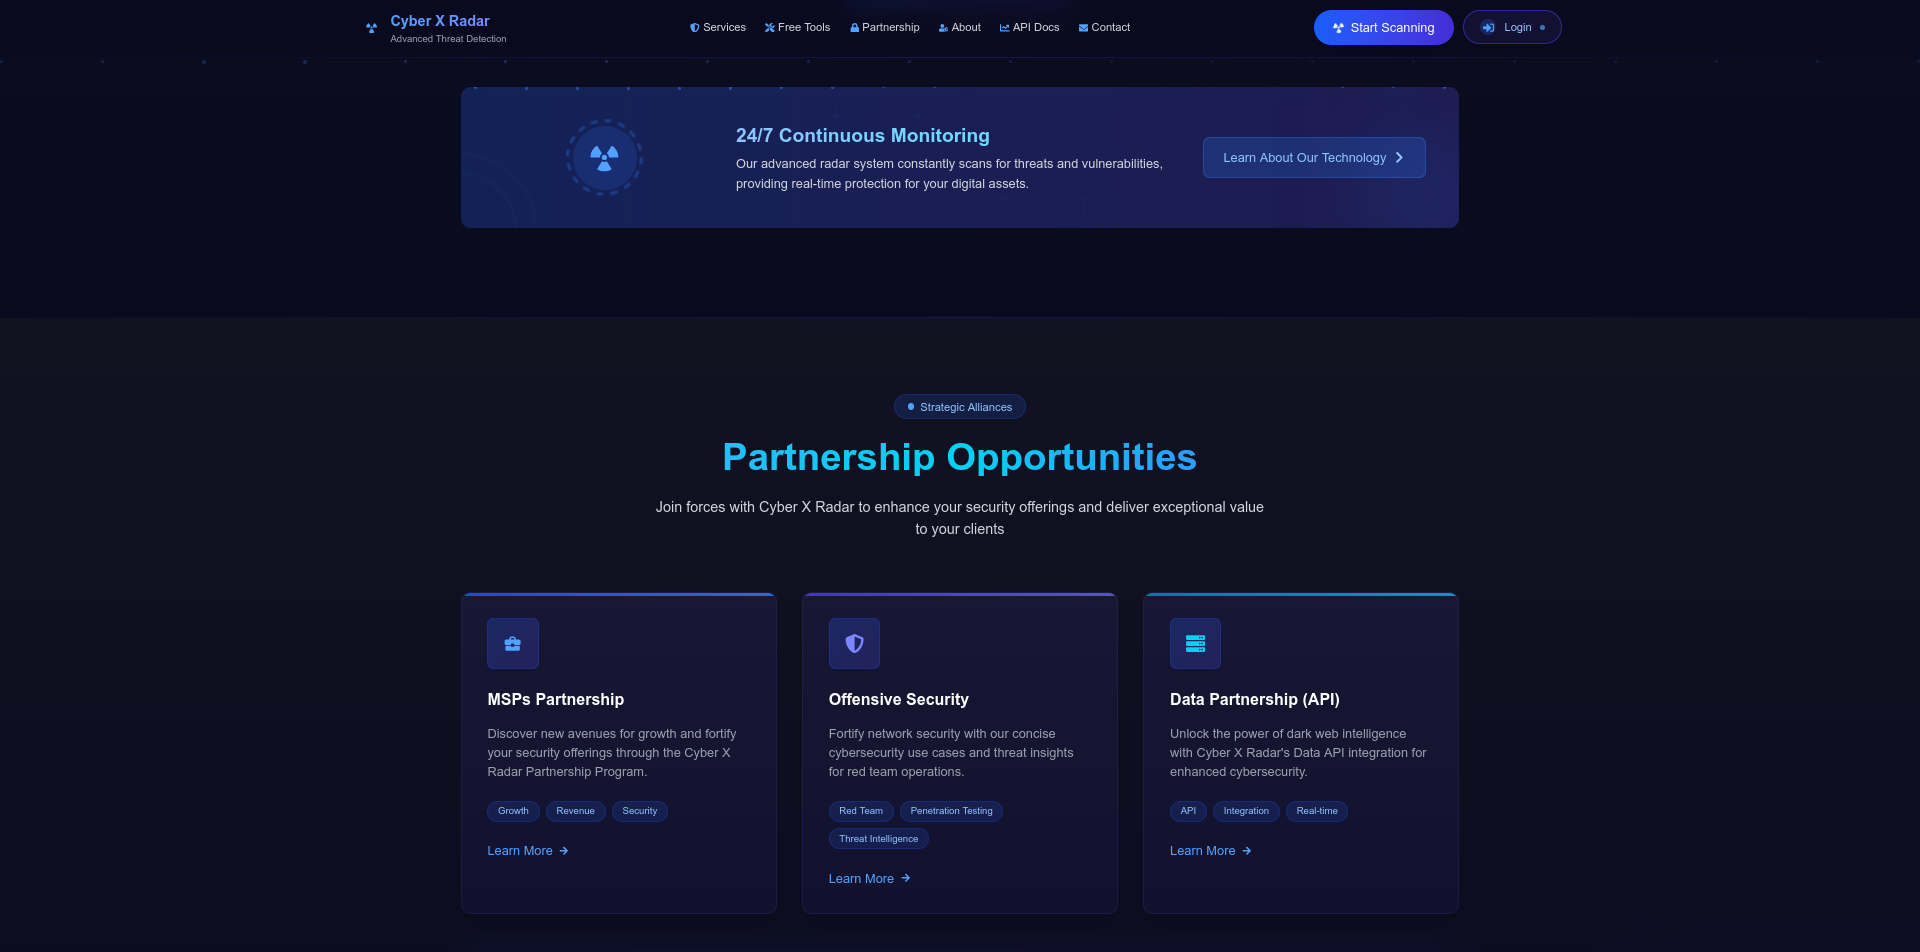 Cyber X Radar
Advanced Threat Detection
Services
Free Tools
Partnership
About
API Docs
Contact
Start Scanning
Login
24/7 Continuous Monitoring
Our advanced radar system constantly scans for threats and vulnerabilities,
providing real-time protection for your digital assets.
Learn About Our Technology
Strategic Alliances
Partnership Opportunities
Join forces with Cyber X Radar to enhance your security offerings and deliver exceptional value
to your clients
MSPs Partnership
Discover new avenues for growth and fortify
your security offerings through the Cyber X
Radar Partnership Program.
Growth
Revenue
Security
Learn More
Offensive Security
Fortify network security with our concise
cybersecurity use cases and threat insights
for red team operations.
Red Team
Penetration Testing
Threat Intelligence
Learn More
Data Partnership (API)
Unlock the power of dark web intelligence
with Cyber X Radar's Data API integration for
enhanced cybersecurity.
API
Integration
Real-time
Learn More